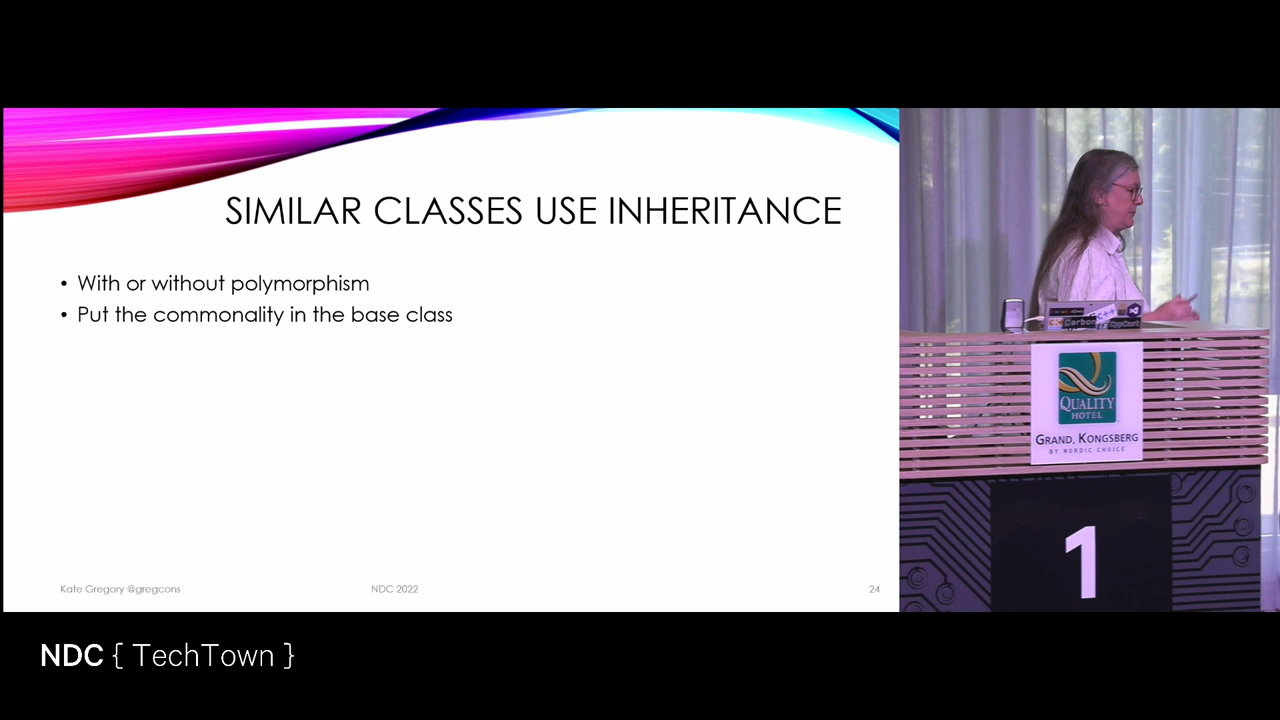 SIMILAR CLASSES USE INHERITANCE
• With or without polymorphism
• Put the commonality in the base class
Kate Gregory @gregcons
NDC 2022
24
Carbon
C++
QUALITY
HOTEL
GRAND, KONGSBERG
BY NORDIC CHOICE
1
NDC { TechTown }